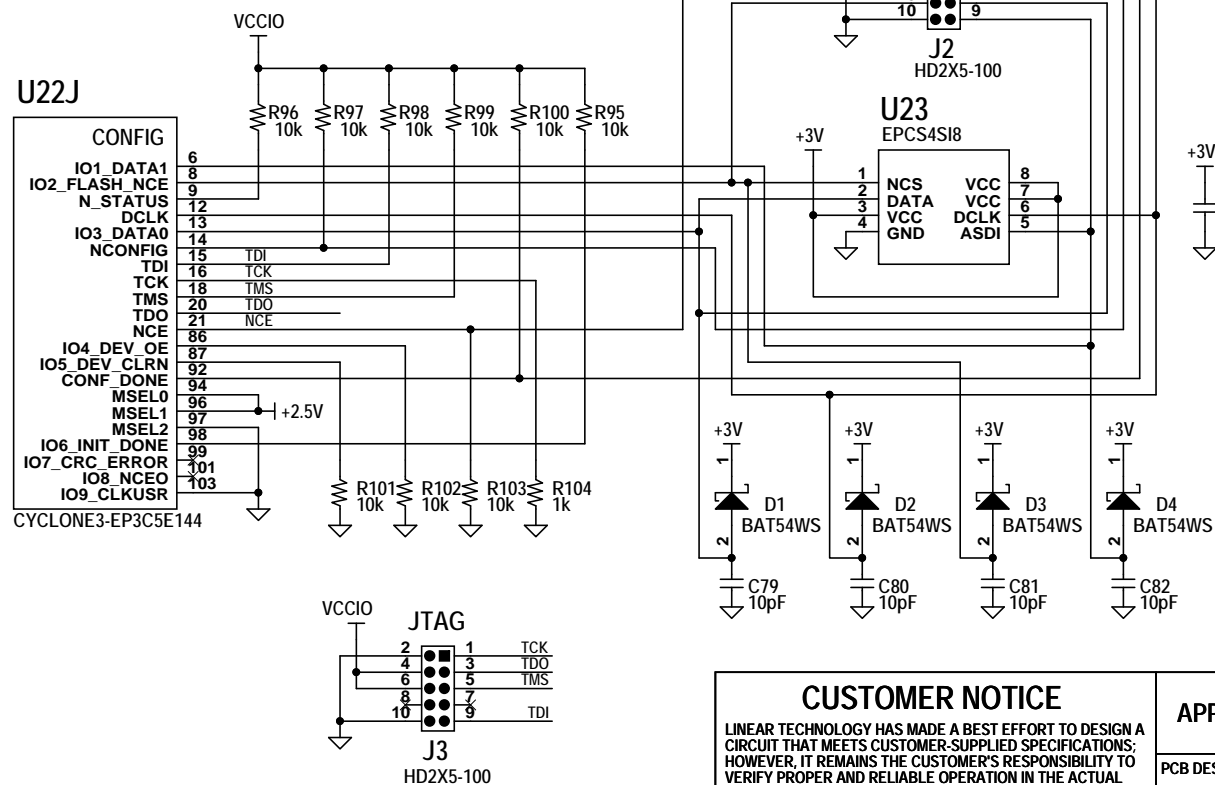 VCCIO
U22J
CONFIG
IO1_DATA1 6
IO2_FLASH_NCE 8
N_STATUS 9
DCLK 12
IO3_DATA0 13
NCONFIG 14
TDI 15 TDI
TCK 16 TCK
TMS 18 TMS
TDO 20 TDO
NCE 21 NCE
IO4_DEV_OE 86
IO5_DEV_CLRN 87
CONF_DONE 92
MSEL0 94
MSEL1 96
MSEL2 97
IO6_INIT_DONE 98
IO7_CRC_ERROR 99
IO8_NCEO 101
IO9_CLKUSR 103
CYCLONE3-EP3C5E144
+2.5V
R96 10k
R97 10k
R98 10k
R99 10k
R100 10k
R95 10k
R101 10k
R102 10k
R103 10k
R104 1k
10 9
J2
HD2X5-100
U23
EPCS4SI8
+3V
1 NCS VCC 8
2 DATA VCC 7
3 VCC DCLK 6
4 GND ASDI 5
+3V
+3V +3V +3V +3V
1 1 1 1
D1 BAT54WS
D2 BAT54WS
D3 BAT54WS
D4 BAT54WS
2 2 2 2
C79 10pF
C80 10pF
C81 10pF
C82 10pF
VCCIO
JTAG
2 1 TCK
4 3 TDO
6 5 TMS
8 7
10 9 TDI
J3
HD2X5-100
CUSTOMER NOTICE
LINEAR TECHNOLOGY HAS MADE A BEST EFFORT TO DESIGN A
CIRCUIT THAT MEETS CUSTOMER-SUPPLIED SPECIFICATIONS;
HOWEVER, IT REMAINS THE CUSTOMER'S RESPONSIBILITY TO
VERIFY PROPER AND RELIABLE OPERATION IN THE ACTUAL
APP
PCB DES